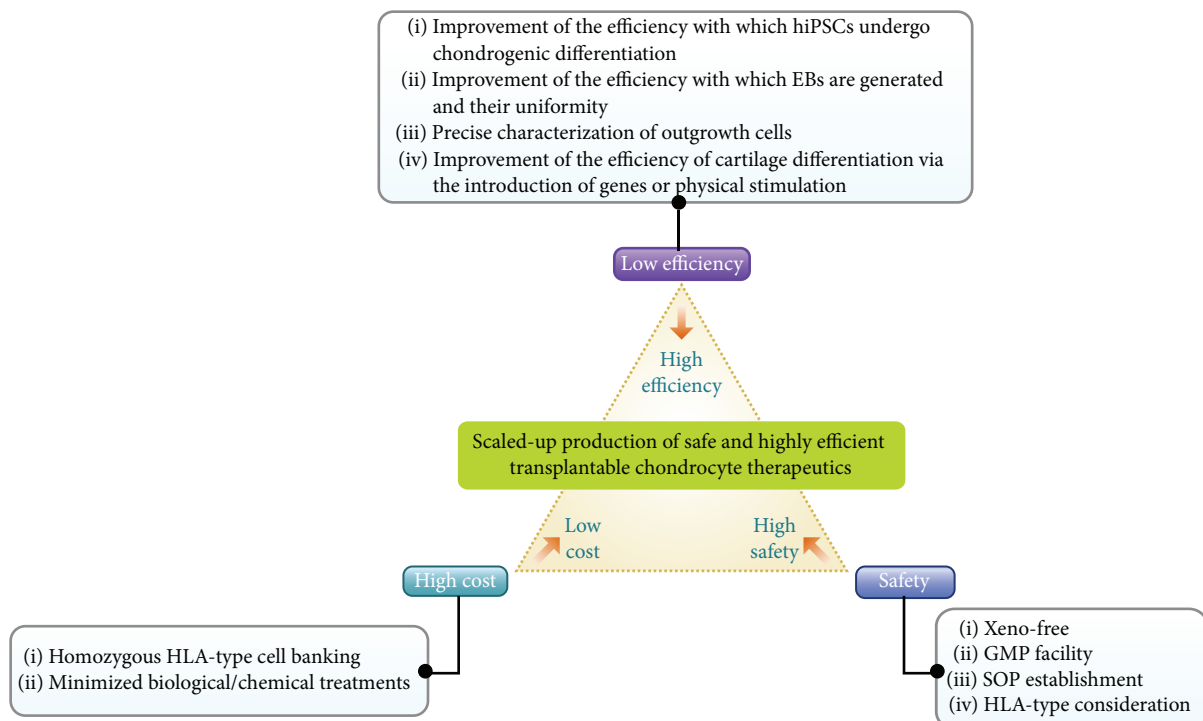 (i) Improvement of the efficiency with which hiPSCs undergo
chondrogenic differentiation
(ii) Improvement of the efficiency with which EBs are generated
and their uniformity
(iii) Precise characterization of outgrowth cells
(iv) Improvement of the efficiency of cartilage differentiation via
the introduction of genes or physical stimulation
Low efficiency
High
efficiency
Scaled-up production of safe and highly efficient
transplantable chondrocyte therapeutics
Low
cost
High
safety
High cost
Safety
(i) Homozygous HLA-type cell banking
(ii) Minimized biological/chemical treatments
(i) Xeno-free
(ii) GMP facility
(iii) SOP establishment
(iv) HLA-type consideration